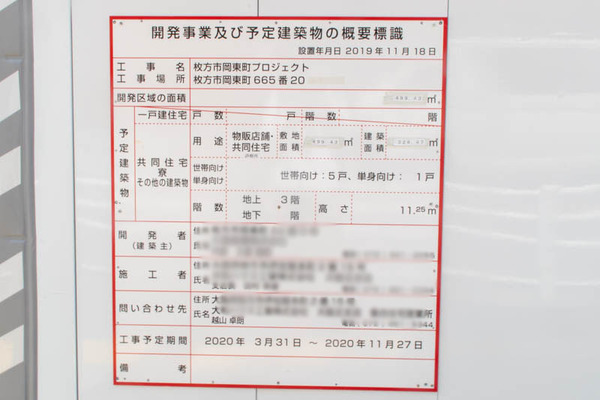 開発事業及び予定建築物の概要標識
設置年月日 2019年11月18日
工事名 枚方市岡東町プロジェクト
工事場所 枚方市岡東町665番20
開発区域の面積 ㎡
予定建築物
一戸建住宅 戸数 戸 階数 階
共同住宅
寮
その他の建築物
用途 物販店舗・共同住宅 敷地面積 ㎡ 建築面積 ㎡
世帯向け
単身向け
世帯向け:5戸、単身向け: 1戸
階数 地上 3階 高さ 11.25m
地下 階
開発者
(建築主)
住所
施工者
氏名
問い合わせ先
住所
氏名
越山 卓朗
工事予定期間 2020年 3月31日 ～ 2020年11月27日
備考